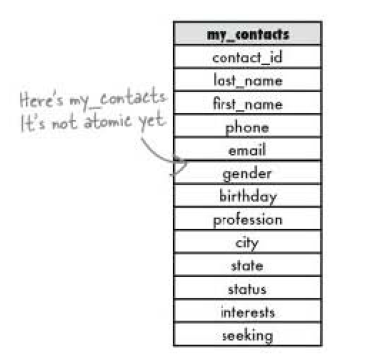 my_contacts
contact_id
last_name
first_name
Here's my_contacts
It's not atomic yet
phone
email
gender
birthday
profession
city
state
status
interests
seeking